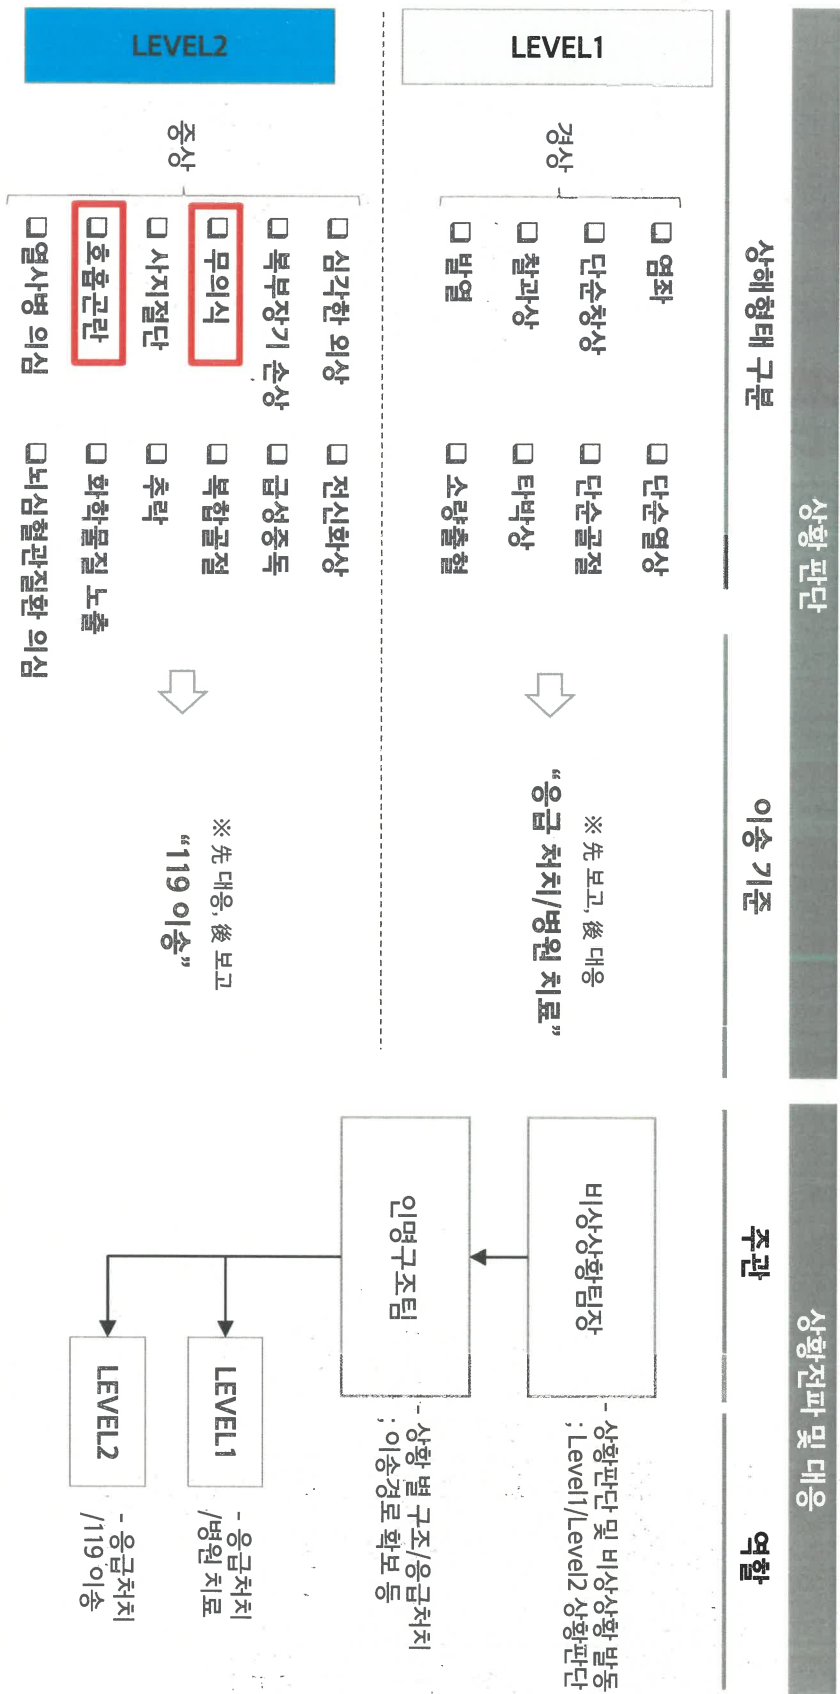 상황 판단
상황전파 및 대응
상해형태 구분
이송 기준
주관
역할
LEVEL1
경상
❑ 염좌
❑ 단순열상
❑ 단순창상
❑ 단순골절
❑ 찰과상
❑ 타박상
❑ 발열
❑ 소량출혈
※ 先 보고, 後 대응
“응급 처치/병원 치료”
LEVEL2
중상
❑ 심각한 외상
❑ 전신화상
❑ 복부장기 손상
❑ 급성중독
❑ 무의식
❑ 복합골절
❑ 사지절단
❑ 추락
❑ 호흡곤란
❑ 화학물질 노출
❑ 열사병 의심
❑ 뇌심혈관질환 의심
※ 先 대응, 後 보고
“119 이송”
비상상황팀장
- 상황판단 및 비상상황 발동
; Level1/Level2 상황판단
인명구조팀
- 상황 별 구조/응급처치
; 이송경로 확보 등
LEVEL1
- 응급처치
/병원 치료
LEVEL2
- 응급처치
/119 이송